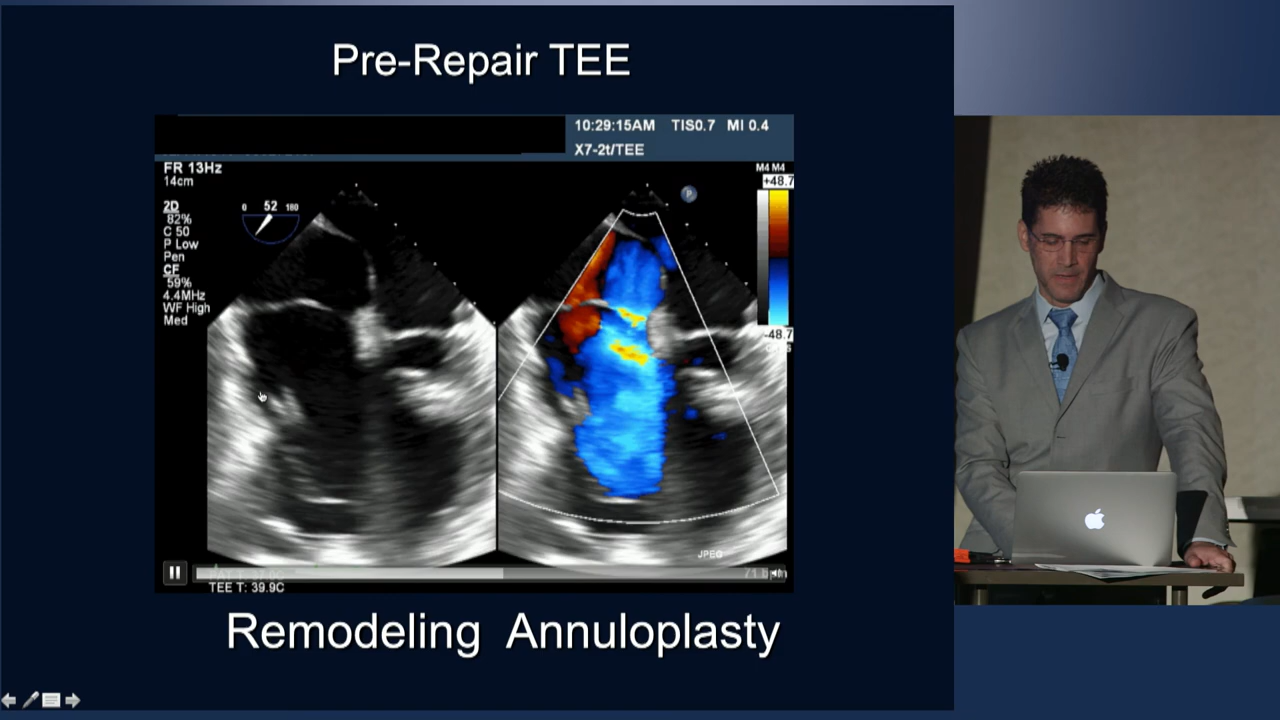 Pre-Repair TEE
10:29:15AM TIS0.7 MI 0.4
X7-2t/TEE
FR 13Hz
14cm
M4 M4
+48.7
0 52 180
P
2D
82%
C 50
P Low
Pen
CF
59%
4.4MHz
WF High
Med
-48.7
JPEG
TEE T: 39.9C
Remodeling Annuloplasty